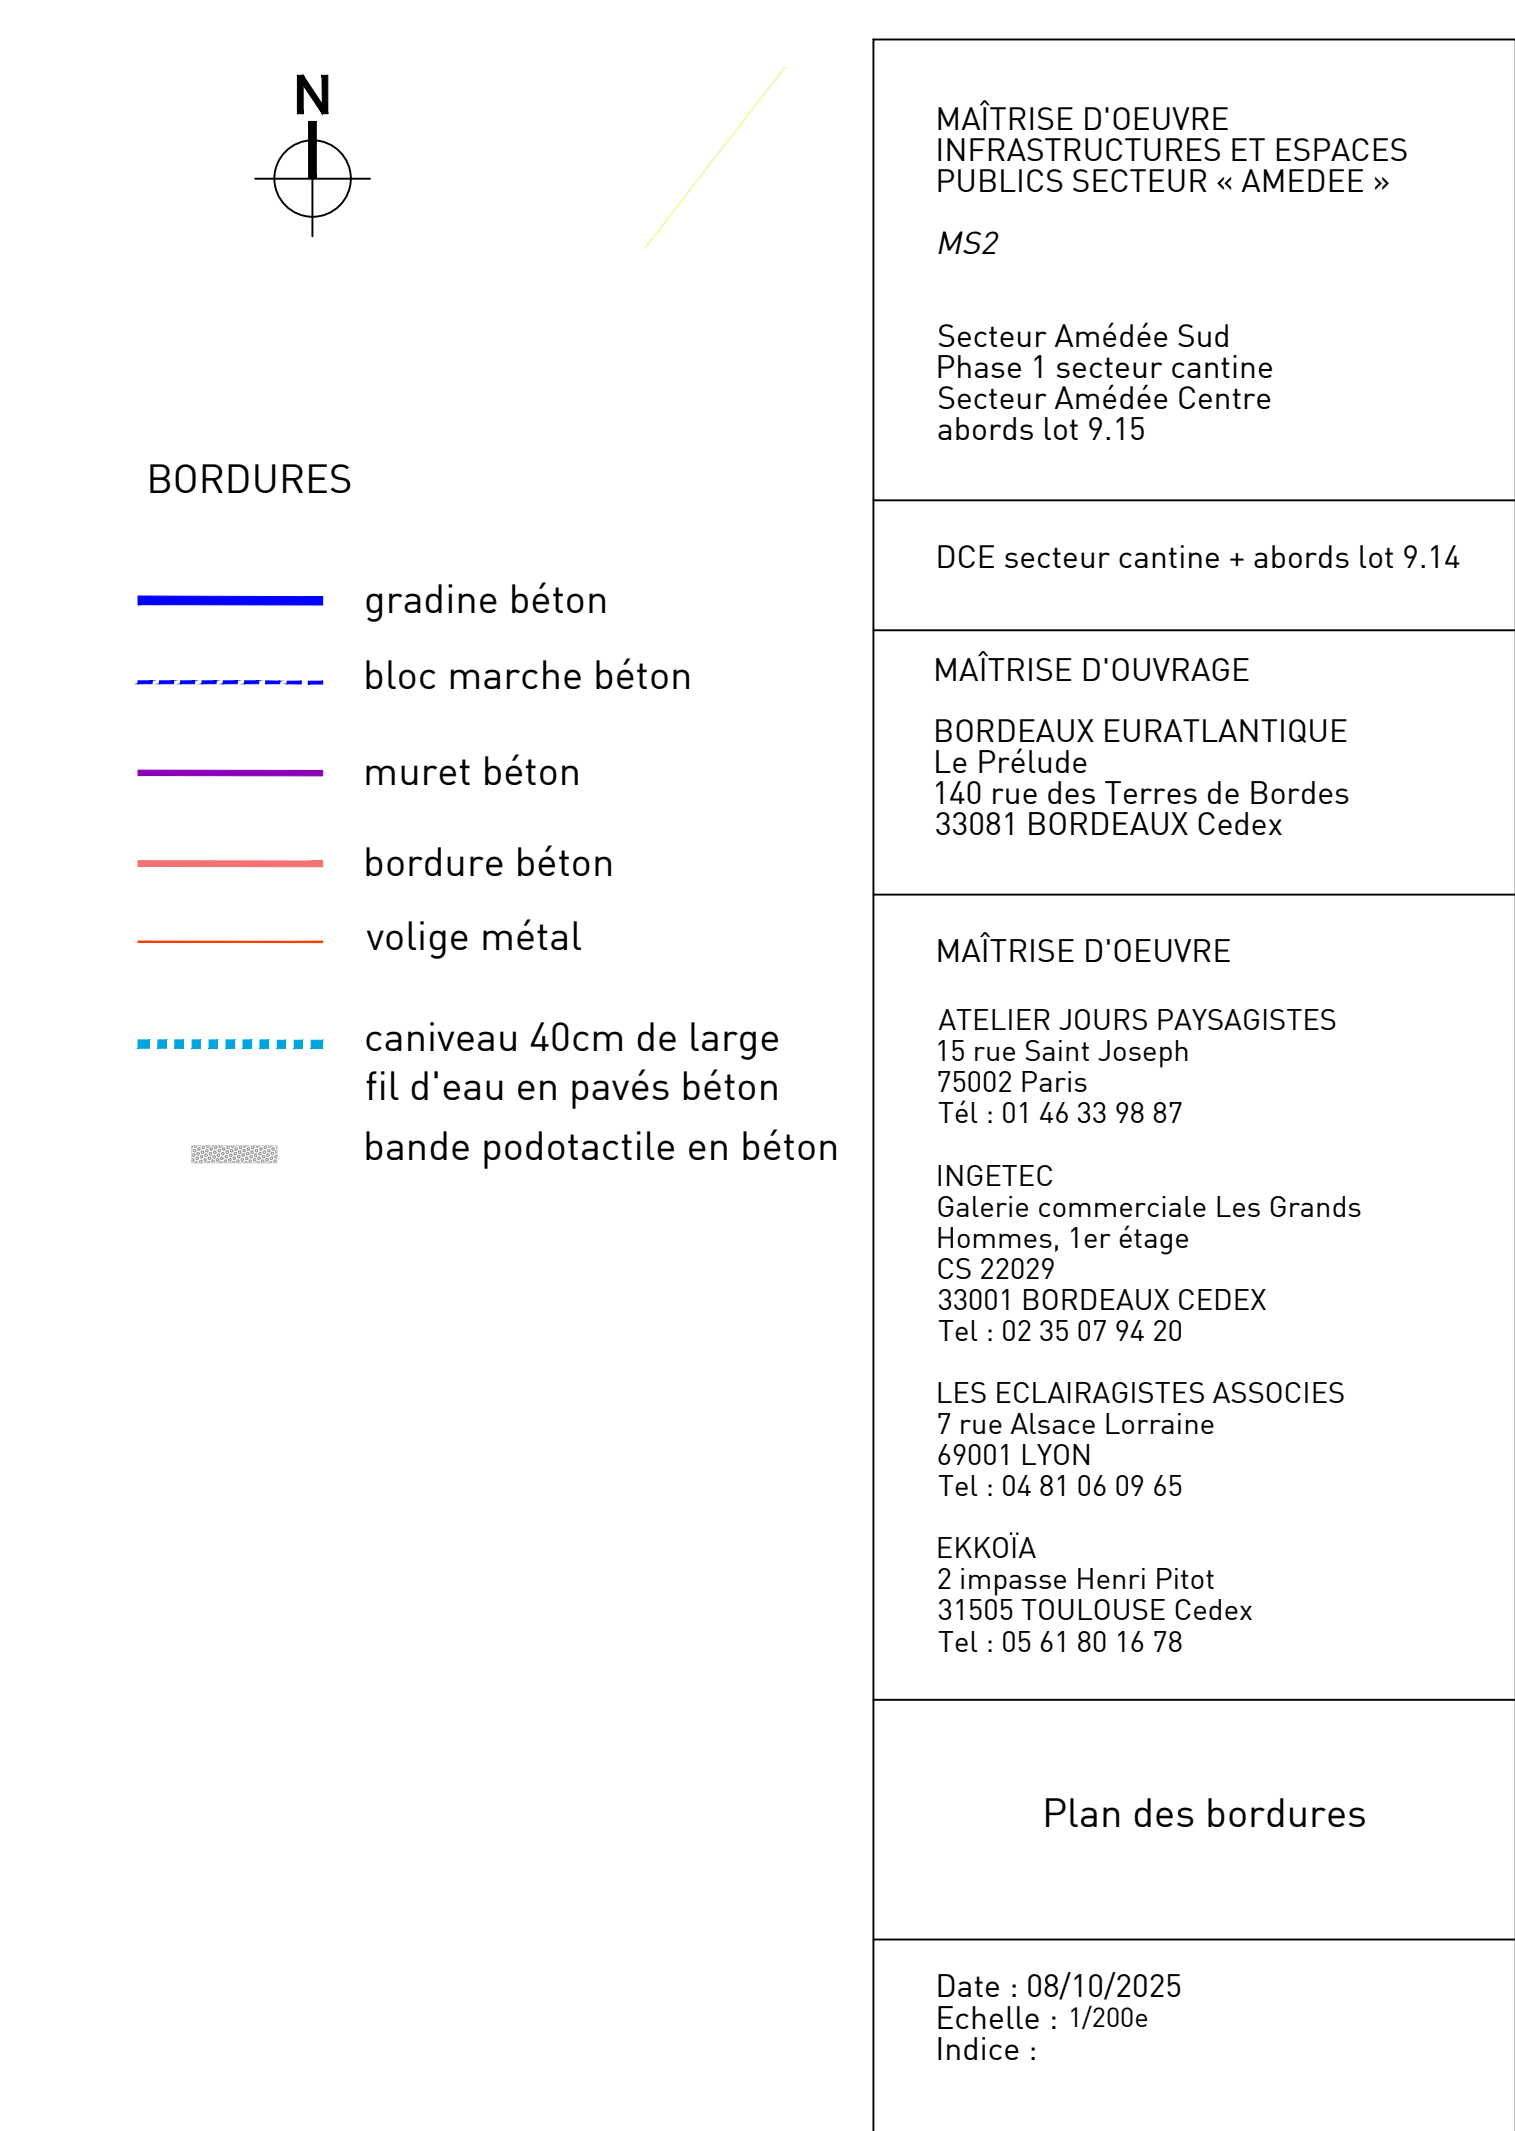 N
BORDURES
gradine béton
bloc marche béton
muret béton
bordure béton
volige métal
caniveau 40cm de large
fil d'eau en pavés béton
bande podotactile en béton
MAÎTRISE D'OEUVRE
INFRASTRUCTURES ET ESPACES
PUBLICS SECTEUR « AMEDEE »
MS2
Secteur Amédée Sud
Phase 1 secteur cantine
Secteur Amédée Centre
abords lot 9.15
DCE secteur cantine + abords lot 9.14
MAÎTRISE D'OUVRAGE
BORDEAUX EURATLANTIQUE
Le Prélude
140 rue des Terres de Bordes
33081 BORDEAUX Cedex
MAÎTRISE D'OEUVRE
ATELIER JOURS PAYSAGISTES
15 rue Saint Joseph
75002 Paris
Tél : 01 46 33 98 87
INGETEC
Galerie commerciale Les Grands
Hommes, 1er étage
CS 22029
33001 BORDEAUX CEDEX
Tel : 02 35 07 94 20
LES ECLAIRAGISTES ASSOCIES
7 rue Alsace Lorraine
69001 LYON
Tel : 04 81 06 09 65
EKKOÏA
2 impasse Henri Pitot
31505 TOULOUSE Cedex
Tel : 05 61 80 16 78
Plan des bordures
Date : 08/10/2025
Echelle : 1/200e
Indice :